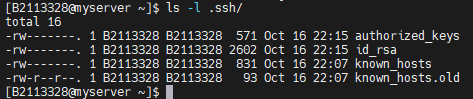 [B2113328@myserver ~]$ ls -l .ssh/
total 16
-rw-------. 1 B2113328 B2113328  571 Oct 16 22:15 authorized_keys
-rw-------. 1 B2113328 B2113328 2602 Oct 16 22:15 id_rsa
-rw-------. 1 B2113328 B2113328  831 Oct 16 22:07 known_hosts
-rw-r--r--. 1 B2113328 B2113328   93 Oct 16 22:07 known_hosts.old
[B2113328@myserver ~]$